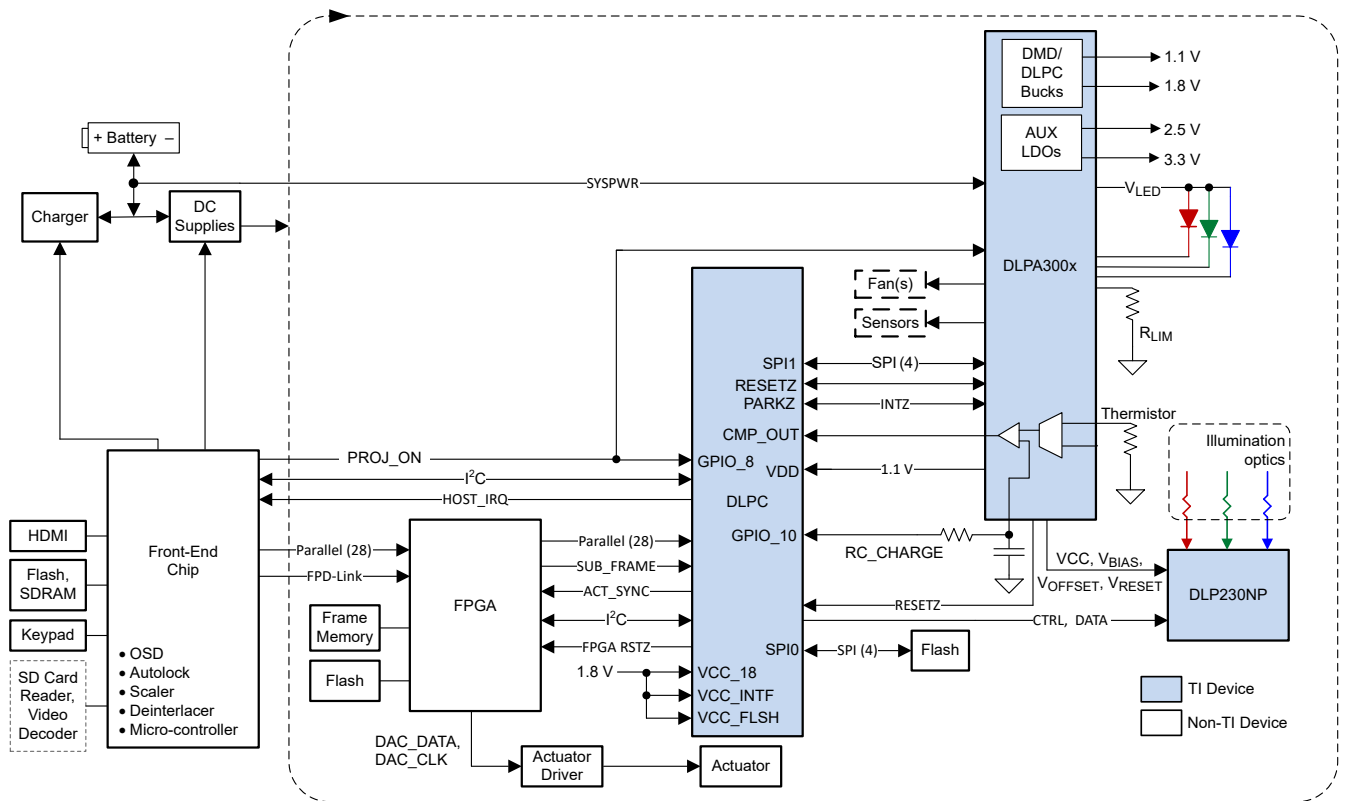 DMD/
DLPC
Bucks
1.1 V
1.8 V
AUX
LDOs
2.5 V
3.3 V
+ Battery –
SYSPWR
VLED
Charger
DC
Supplies
DLPA300x
Fan(s)
Sensors
RLIM
SPI1
SPI (4)
RESETZ
PARKZ
INTZ
CMP_OUT
Thermistor
Illumination
optics
PROJ_ON
GPIO_8
VDD
1.1 V
I2C
HOST_IRQ
DLPC
HDMI
Flash,
SDRAM
Keypad
SD Card
Reader,
Video
Decoder
Front-End
Chip
• OSD
• Autolock
• Scaler
• Deinterlacer
• Micro-controller
Parallel (28)
FPD-Link
FPGA
Frame
Memory
Flash
Parallel (28)
SUB_FRAME
ACT_SYNC
I2C
FPGA RSTZ
1.8 V
VCC_18
VCC_INTF
VCC_FLSH
GPIO_10
RC_CHARGE
VCC, VBIAS,
VOFFSET, VRESET
DLP230NP
RESETZ
CTRL, DATA
SPI0
SPI (4)
Flash
TI Device
Non-TI Device
DAC_DATA,
DAC_CLK
Actuator
Driver
Actuator